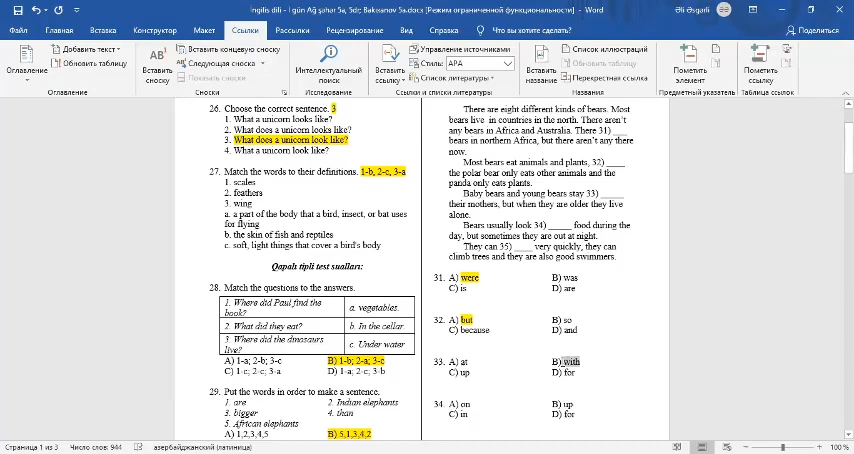 İngilis dili - I gün Ağ şəhər 5a, 5dr; Bakıxanov 5a.docx [Режим ограниченной функциональности] - Word
Əli Əsgərli
Файл
Главная
Вставка
Конструктор
Макет
Ссылки
Рассылки
Рецензирование
Вид
Справка
Что вы хотите сделать?
Поделиться
Оглавление
Добавить текст
Обновить таблицу
Оглавление
Вставить сноску
Вставить концевую сноску
Следующая сноска
Показать сноски
Сноски
Интеллектуальный поиск
Исследование
Вставить ссылку
Управление источниками
Стиль: APA
Список литературы
Ссылки и списки литературы
Вставить название
Список иллюстраций
Обновить таблицу
Перекрестная ссылка
Названия
Пометить элемент
Предметный указатель
Пометить ссылку
Таблица ссылок
26. Choose the correct sentence. 3
1. What a unicorn looks like?
2. What does a unicorn looks like?
3. What does a unicorn look like?
4. What a unicorn look like?
27. Match the words to their definitions. 1-b, 2-c, 3-a
1. scales
2. feathers
3. wing
a. a part of the body that a bird, insect, or bat uses
for flying
b. the skin of fish and reptiles
c. soft, light things that cover a bird's body
Qapalı tipli test sualları:
28. Match the questions to the answers.
1. Where did Paul find the book?
a. vegetables.
2. What did they eat?
b. In the cellar.
3. Where did the dinosaurs live?
c. Under water
A) 1-a; 2-b; 3-c
B) 1-b; 2-a; 3-c
C) 1-c; 2-c; 3-a
D) 1-a; 2-c; 3-b
29. Put the words in order to make a sentence.
1. are
2. Indian elephants
3. bigger
4. than
5. African elephants
A) 1,2,3,4,5
B) 5,1,3,4,2
There are eight different kinds of bears. Most
bears live in countries in the north. There aren't
any bears in Africa and Australia. There 31) ___
bears in northern Africa, but there aren't any there
now.
Most bears eat animals and plants, 32) ____
the polar bear only eats other animals and the
panda only eats plants.
Baby bears and young bears stay 33) ____
their mothers, but when they are older they live
alone.
Bears usually look 34) _____ food during the
day, but sometimes they are out at night.
They can 35) ____ very quickly, they can
climb trees and they are also good swimmers.
31. A) were
B) was
C) is
D) are
32. A) but
B) so
C) because
D) and
33. A) at
B) with
C) up
D) for
34. A) on
B) up
C) in
D) for
Страница 1 из 3
Число слов: 944
азербайджанский (латиница)
100 %